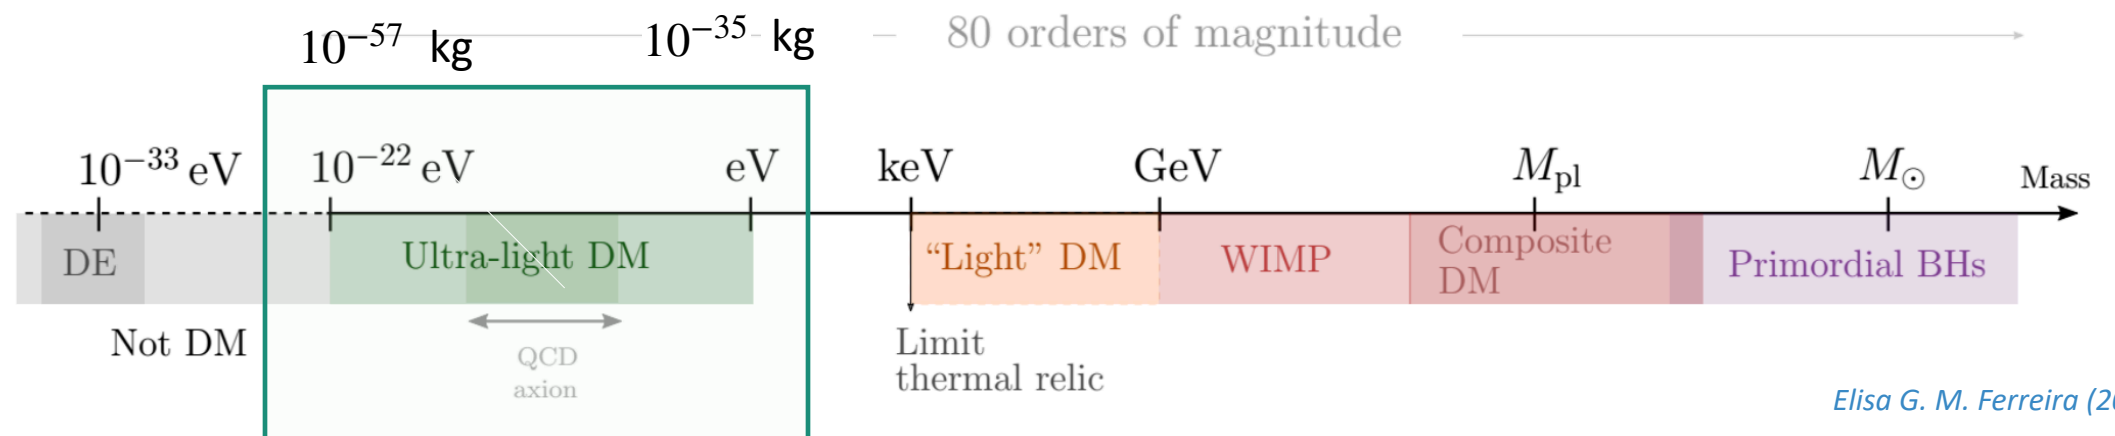 10⁻⁵⁷ kg 10⁻³⁵ kg 80 orders of magnitude
10⁻³³ eV 10⁻²² eV eV keV GeV M_pl M_☉ Mass
DE Ultra-light DM “Light” DM WIMP Composite Primordial BHs
DM
Not DM QCD Limit
axion thermal relic
Elisa G. M. Ferreira